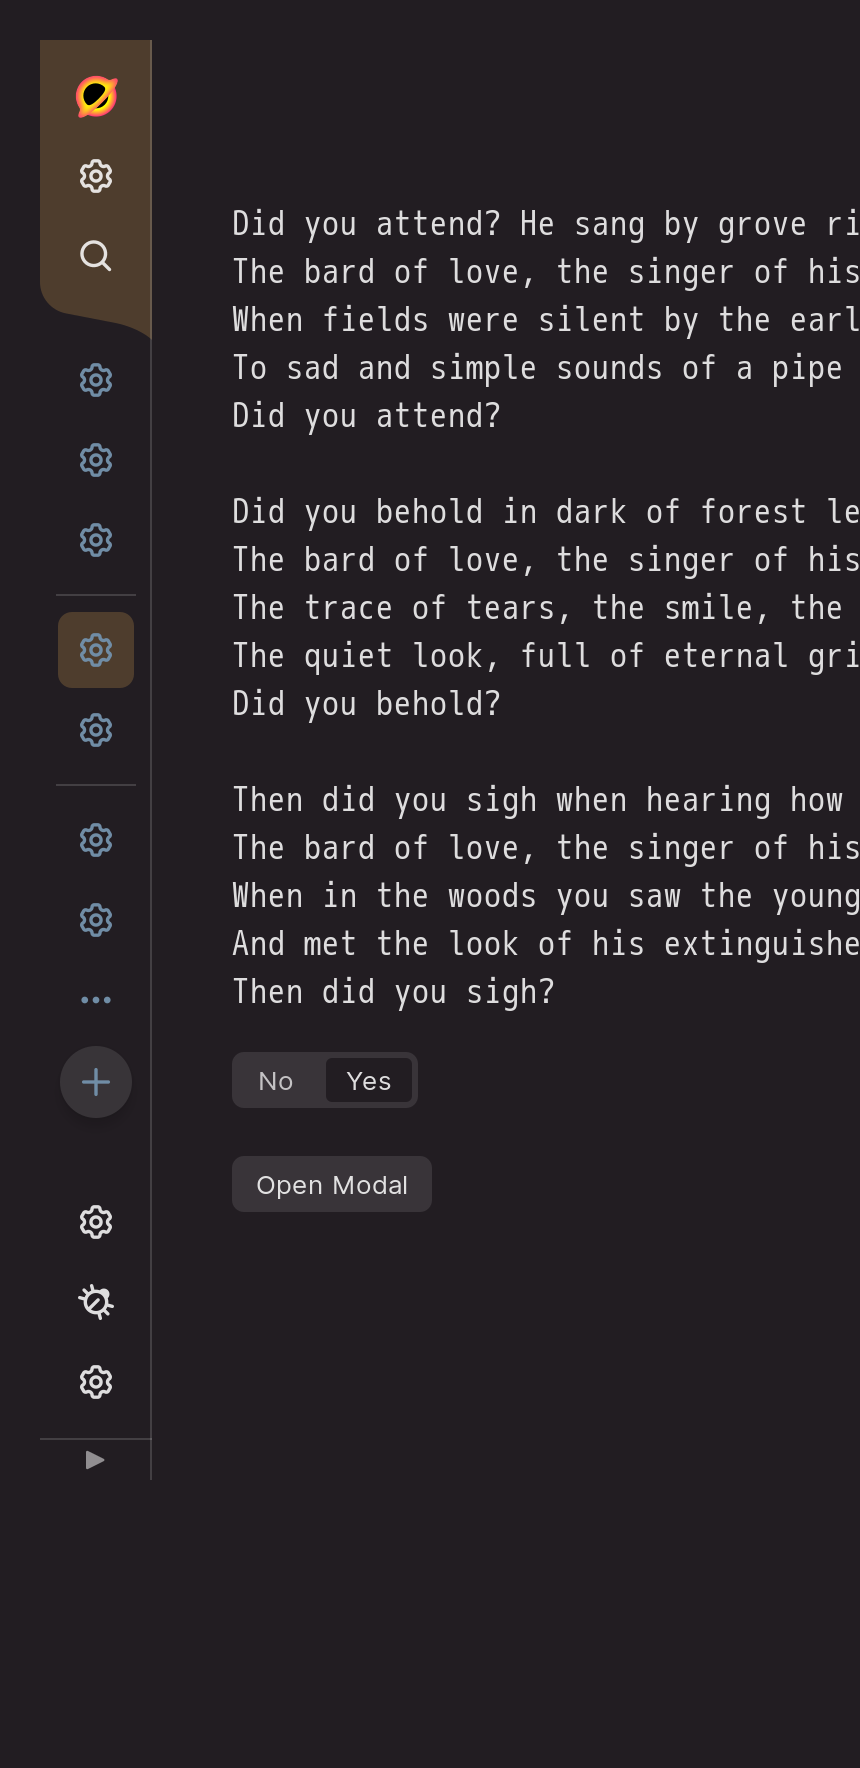 Did you attend? He sang by grove ri
The bard of love, the singer of his
When fields were silent by the earl
To sad and simple sounds of a pipe
Did you attend?
Did you behold in dark of forest le
The bard of love, the singer of his
The trace of tears, the smile, the
The quiet look, full of eternal gri
Did you behold?
Then did you sigh when hearing how
The bard of love, the singer of his
When in the woods you saw the young
And met the look of his extinguishe
Then did you sigh?
No Yes
Open Modal